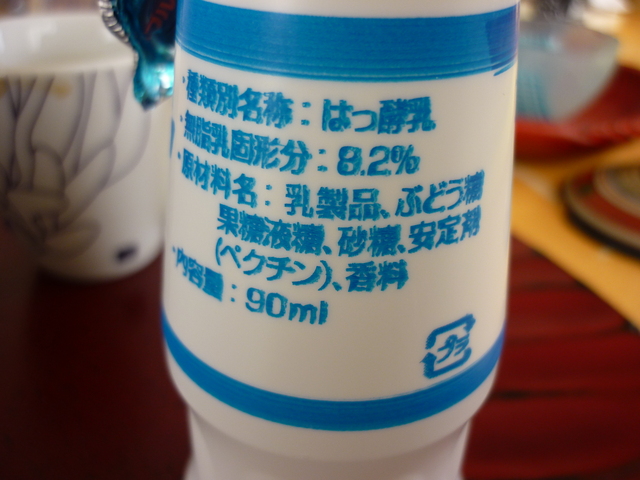 ・種類別名称：はっ酵乳
・無脂乳固形分：8.2%
・原材料名：乳製品、ぶどう糖
果糖液糖、砂糖、安定剤
(ペクチン)、香料
・内容量：90ml
プラ